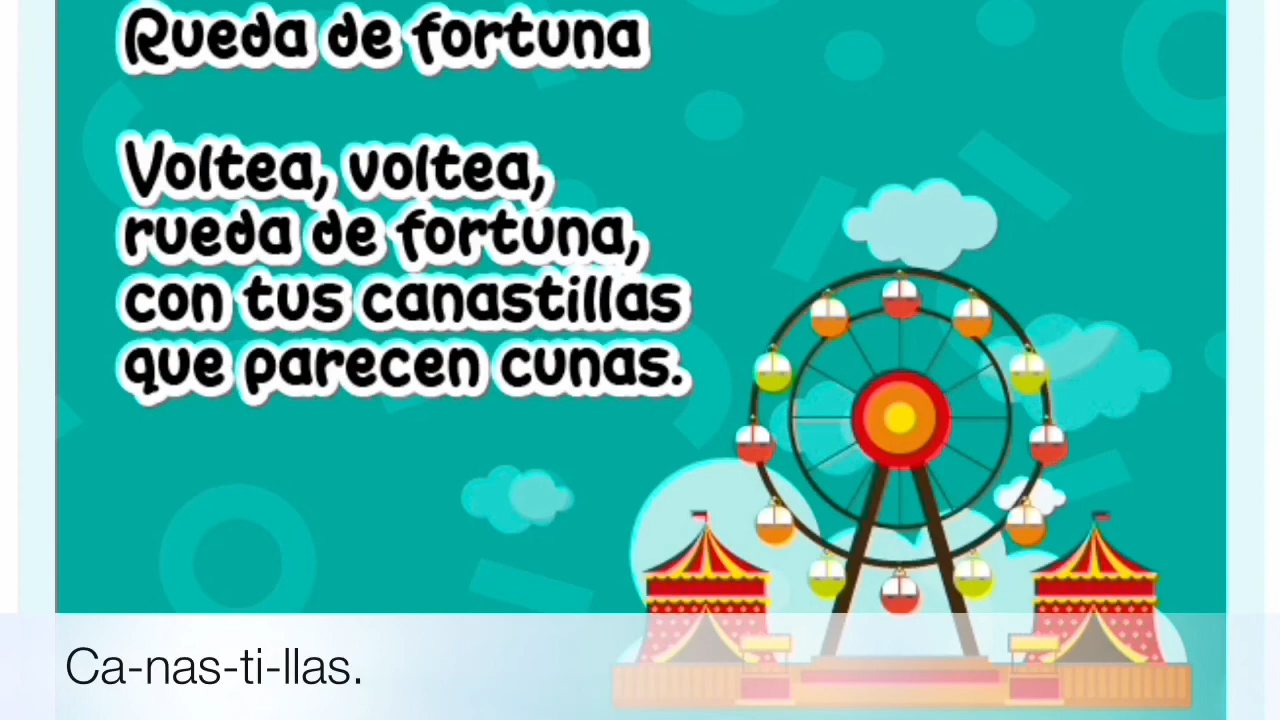 Rueda de fortuna
Voltea, voltea,
rueda de fortuna,
con tus canastillas
que parecen cunas.
Ca-nas-ti-llas.